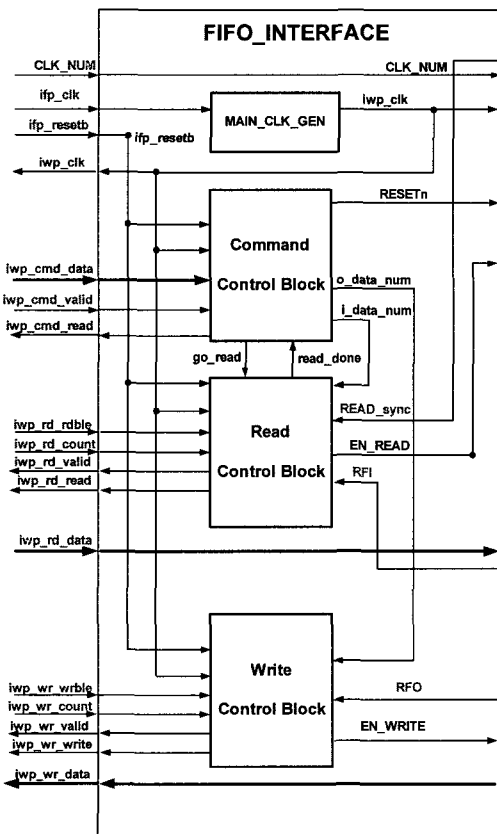 FIFO_INTERFACE
CLK_NUM
CLK_NUM
ifp_clk
iwp_clk
MAIN_CLK_GEN
ifp_resetb
ifp_resetb
iwp_clk
RESETn
Command
Control Block
iwp_cmd_data
o_data_num
iwp_cmd_valid
i_data_num
iwp_cmd_read
go_read
read_done
READ_sync
iwp_rd_rdble
Read
Control Block
iwp_rd_count
EN_READ
iwp_rd_valid
RFI
iwp_rd_read
iwp_rd_data
Write
Control Block
iwp_wr_wrble
RFO
iwp_wr_count
iwp_wr_valid
EN_WRITE
iwp_wr_write
iwp_wr_data